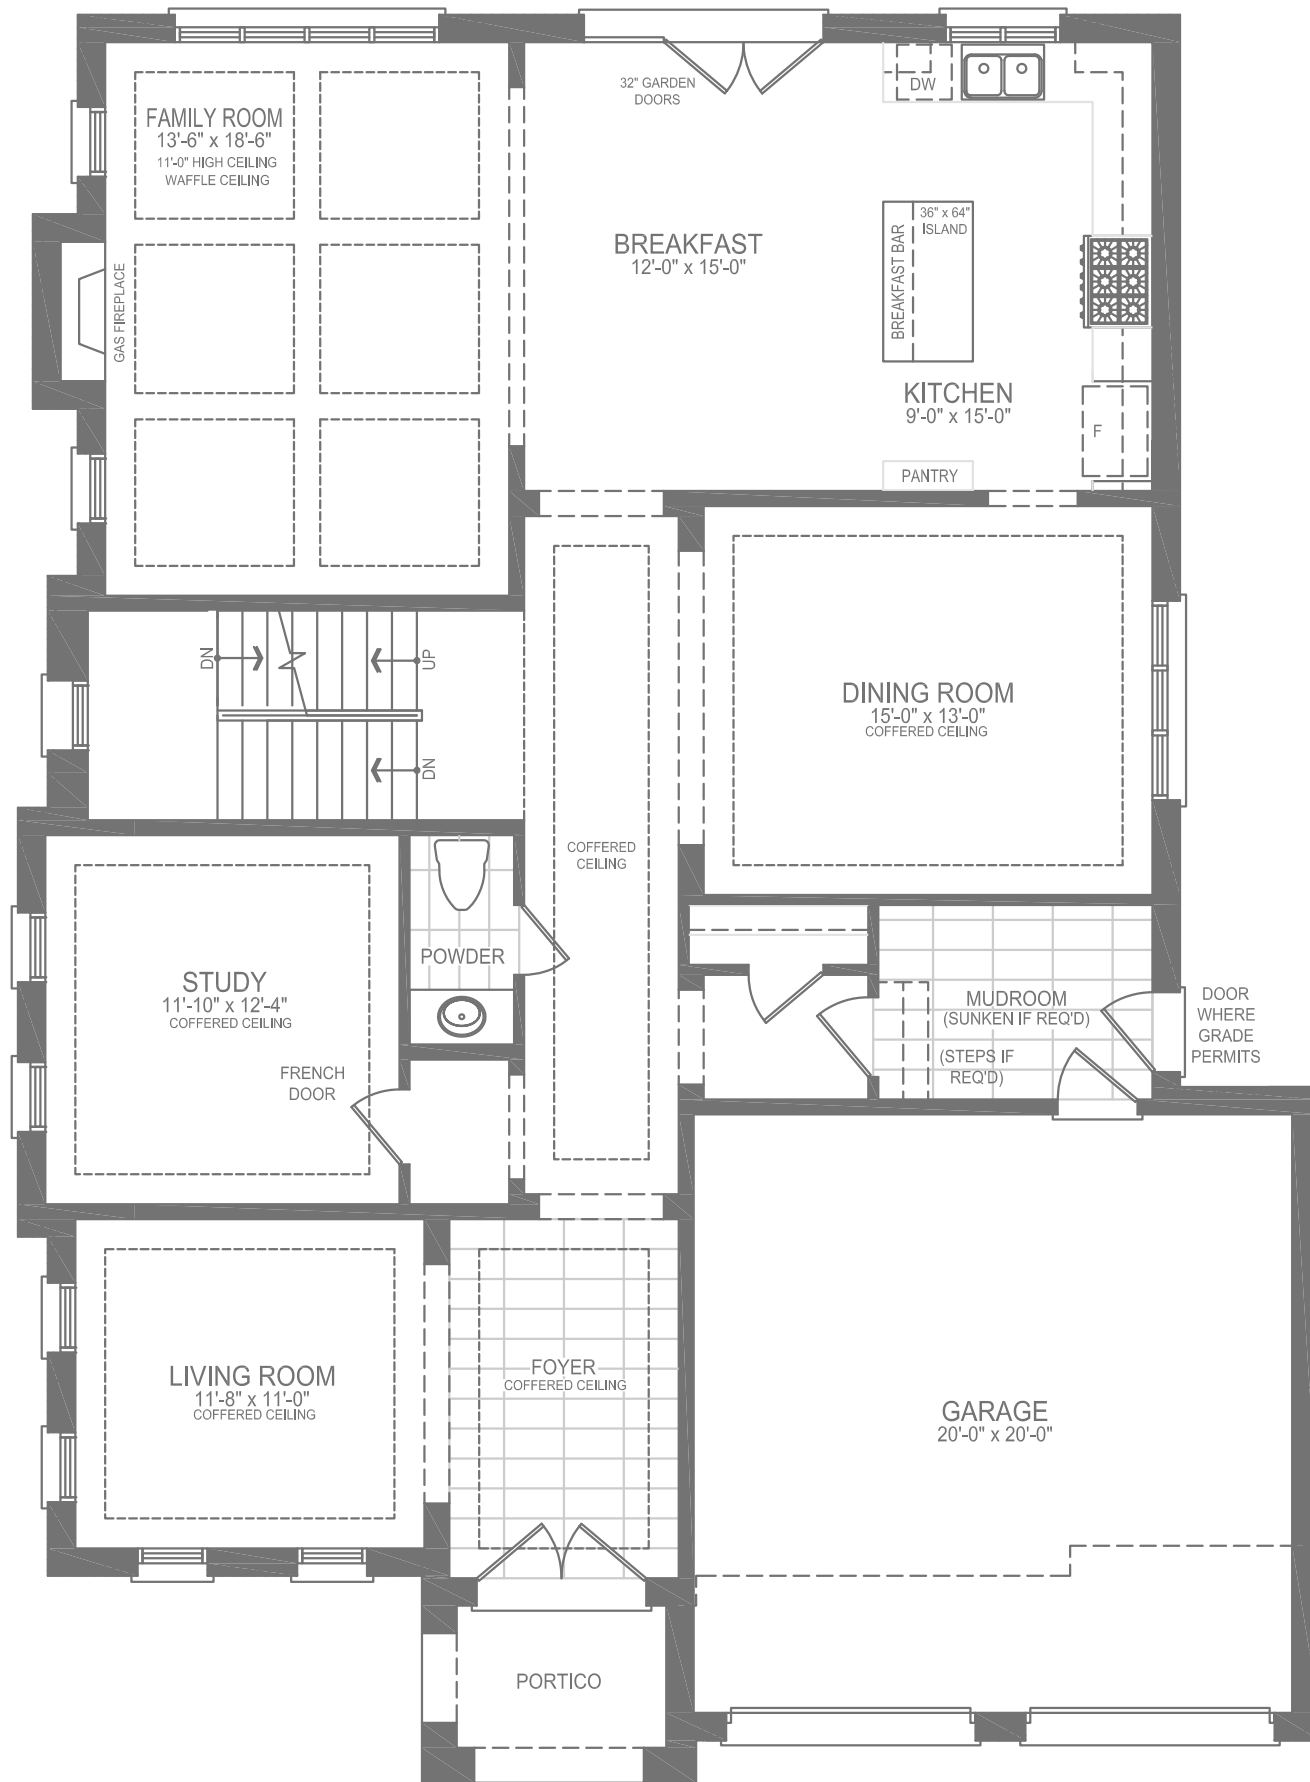 32" GARDEN
DOORS
DW
FAMILY ROOM
13'-6" x 18'-6"
11'-0" HIGH CEILING
WAFFLE CEILING
GAS FIREPLACE
BREAKFAST
12'-0" x 15'-0"
36" x 64"
ISLAND
BREAKFAST BAR
KITCHEN
9'-0" x 15'-0"
F
PANTRY
DN
UP
DN
DINING ROOM
15'-0" x 13'-0"
COFFERED CEILING
COFFERED
CEILING
POWDER
STUDY
11'-10" x 12'-4"
COFFERED CEILING
FRENCH
DOOR
MUDROOM
(SUNKEN IF REQ'D)
(STEPS IF
REQ'D)
DOOR
WHERE
GRADE
PERMITS
LIVING ROOM
11'-8" x 11'-0"
COFFERED CEILING
FOYER
COFFERED CEILING
GARAGE
20'-0" x 20'-0"
PORTICO